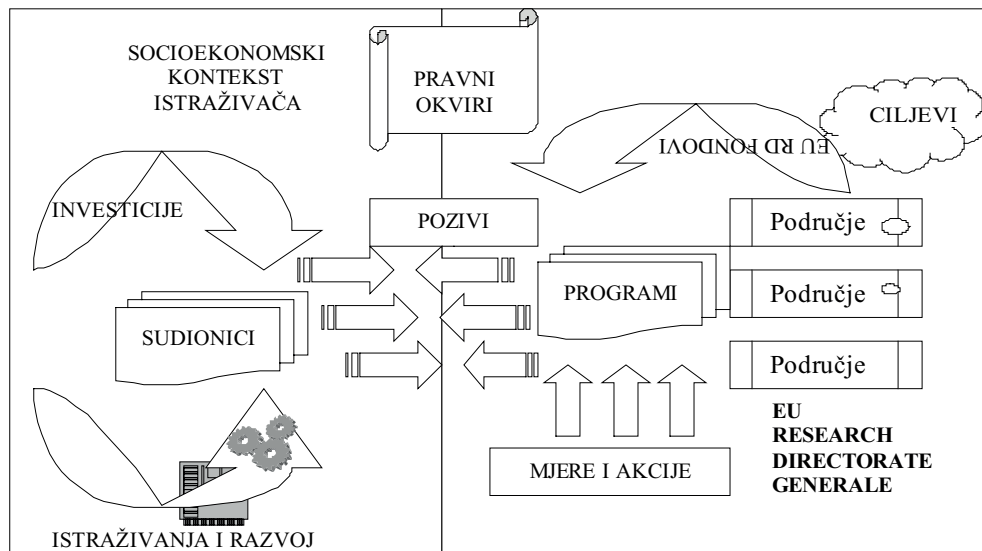 SOCIOEKONOMSKI
KONTEKST
ISTRAŽIVAČA
PRAVNI
OKVIRI
CILJEVI
EU RD FONDOVI
INVESTICIJE
POZIVI
Područje
PROGRAMI
Područje
SUDIONICI
Područje
EU
RESEARCH
DIRECTORATE
GENERALE
MJERE I AKCIJE
ISTRAŽIVANJA I RAZVOJ